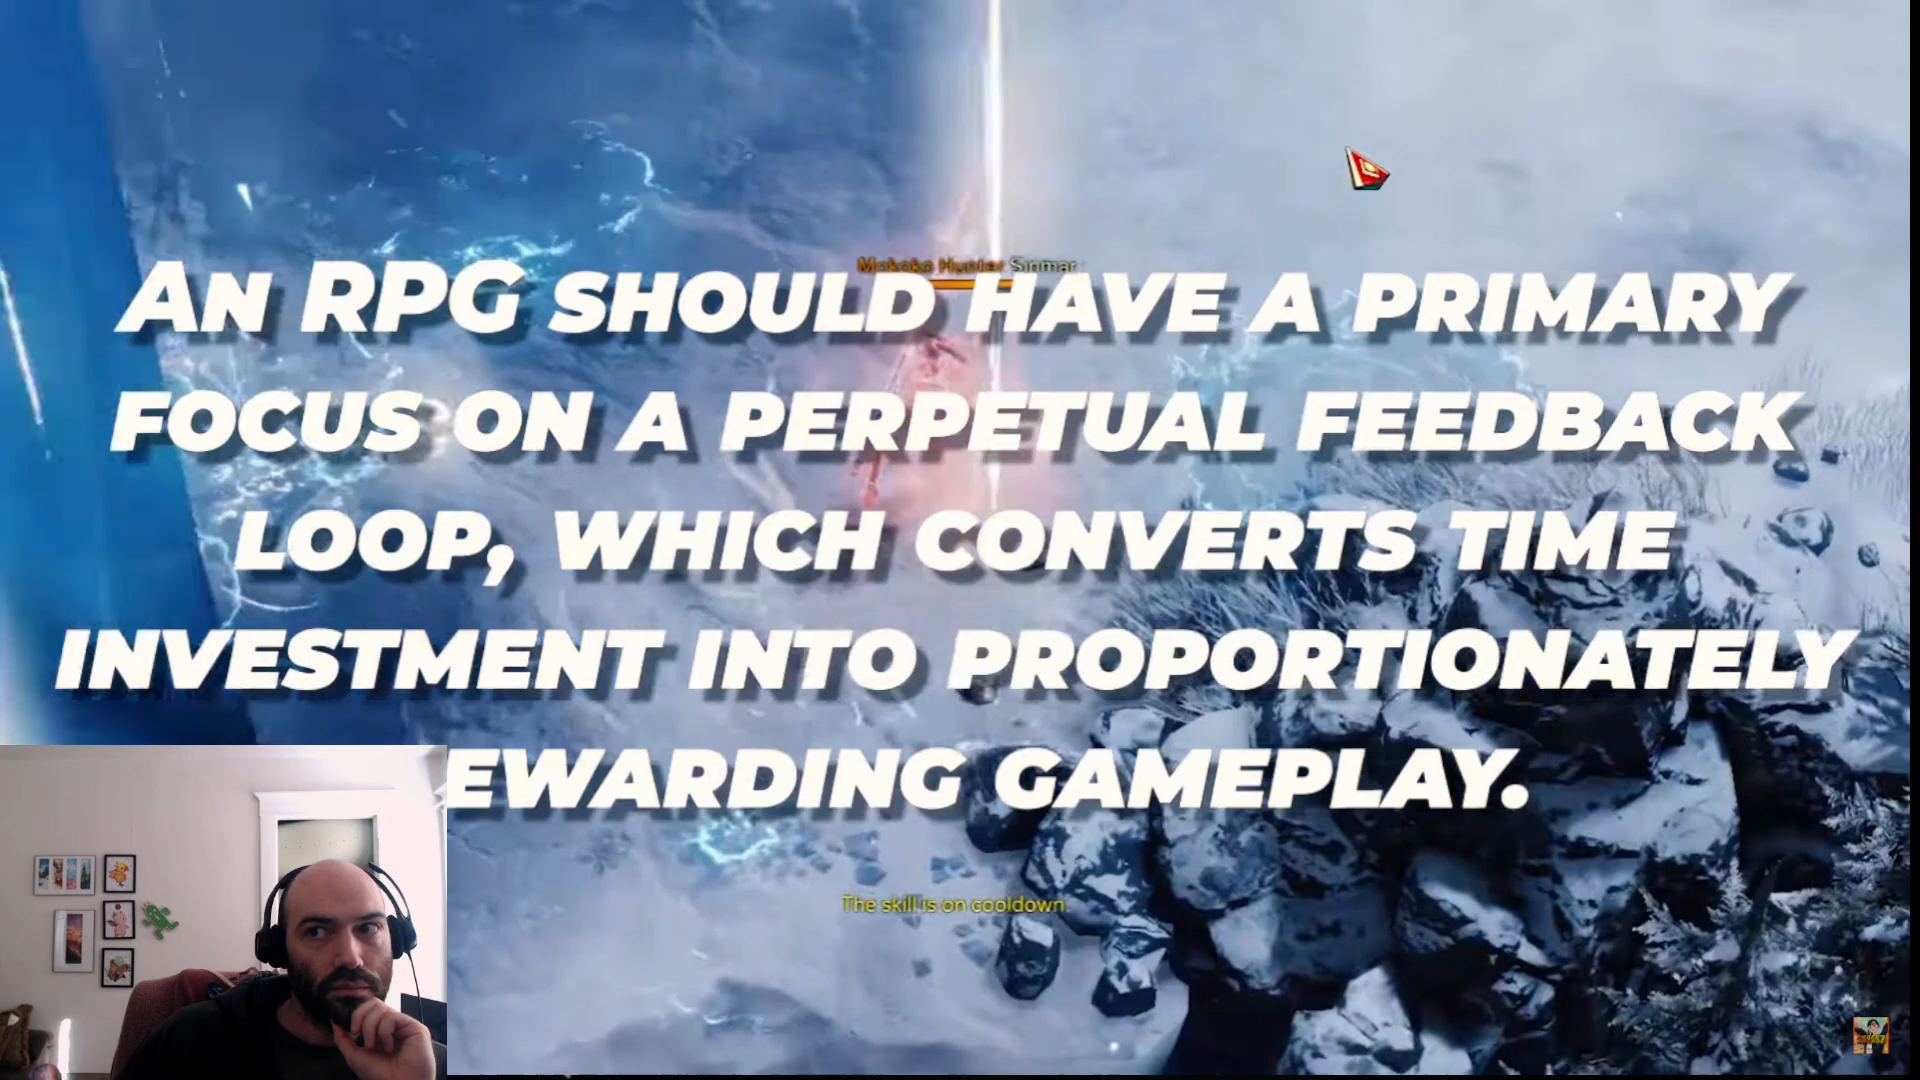 Mokoko Hunter Sinmar
AN RPG SHOULD HAVE A PRIMARY
FOCUS ON A PERPETUAL FEEDBACK
LOOP, WHICH CONVERTS TIME
INVESTMENT INTO PROPORTIONATELY
EWARDING GAMEPLAY.
The skill is on cooldown